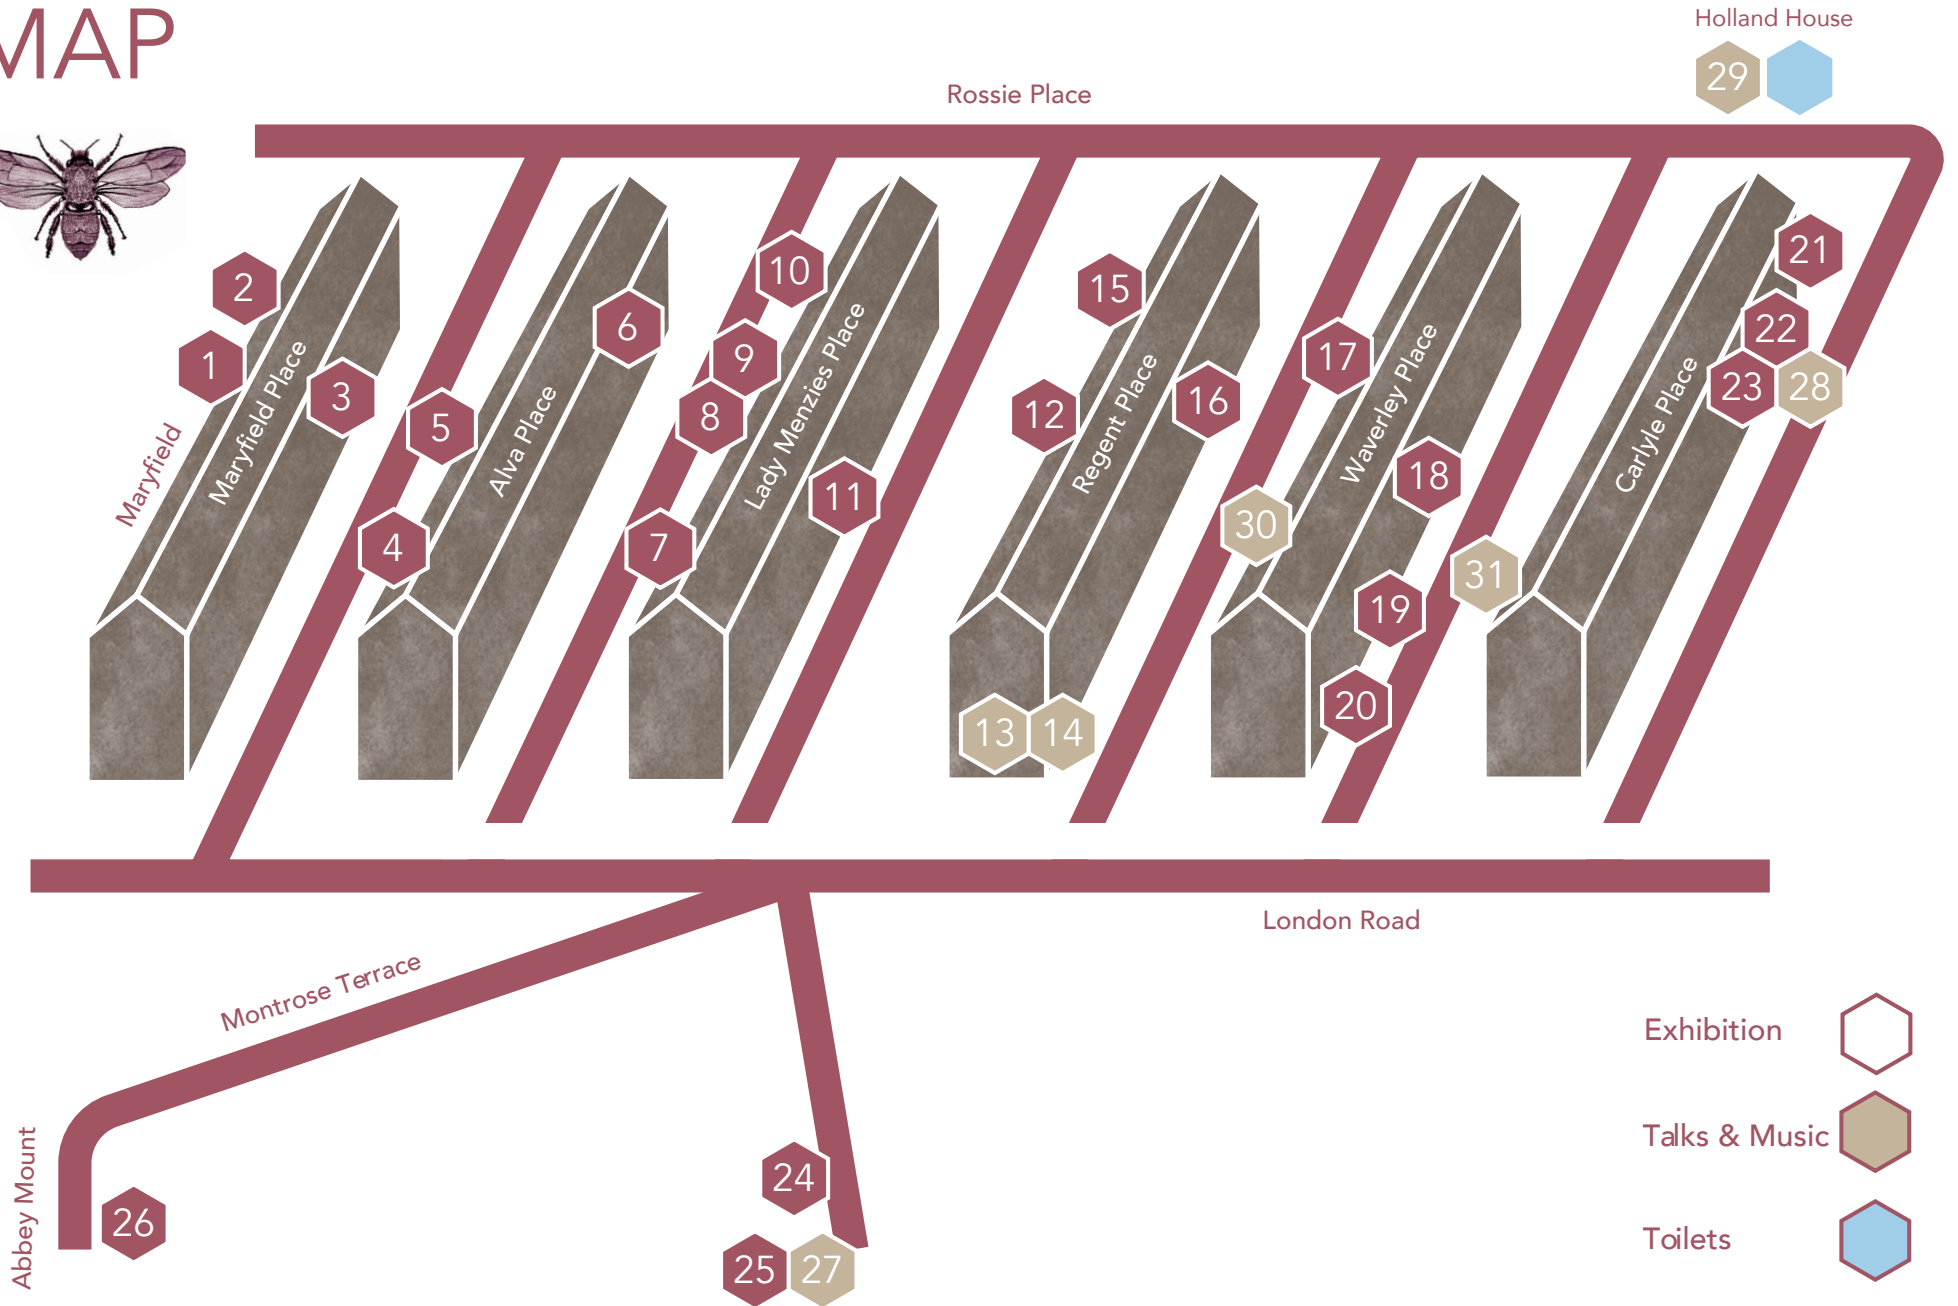 MAP
Holland House
29
Rossie Place
21
2
10
15
22
1
6
9
17
23
28
3
5
8
12
16
Maryfield
Maryfield Place
Alva Place
Lady Menzies Place
Regent Place
Waverley Place
Carlyle Place
11
18
4
7
30
31
19
13
14
20
London Road
Montrose Terrace
Exhibition
Abbey Mount
Talks & Music
24
26
Toilets
25
27